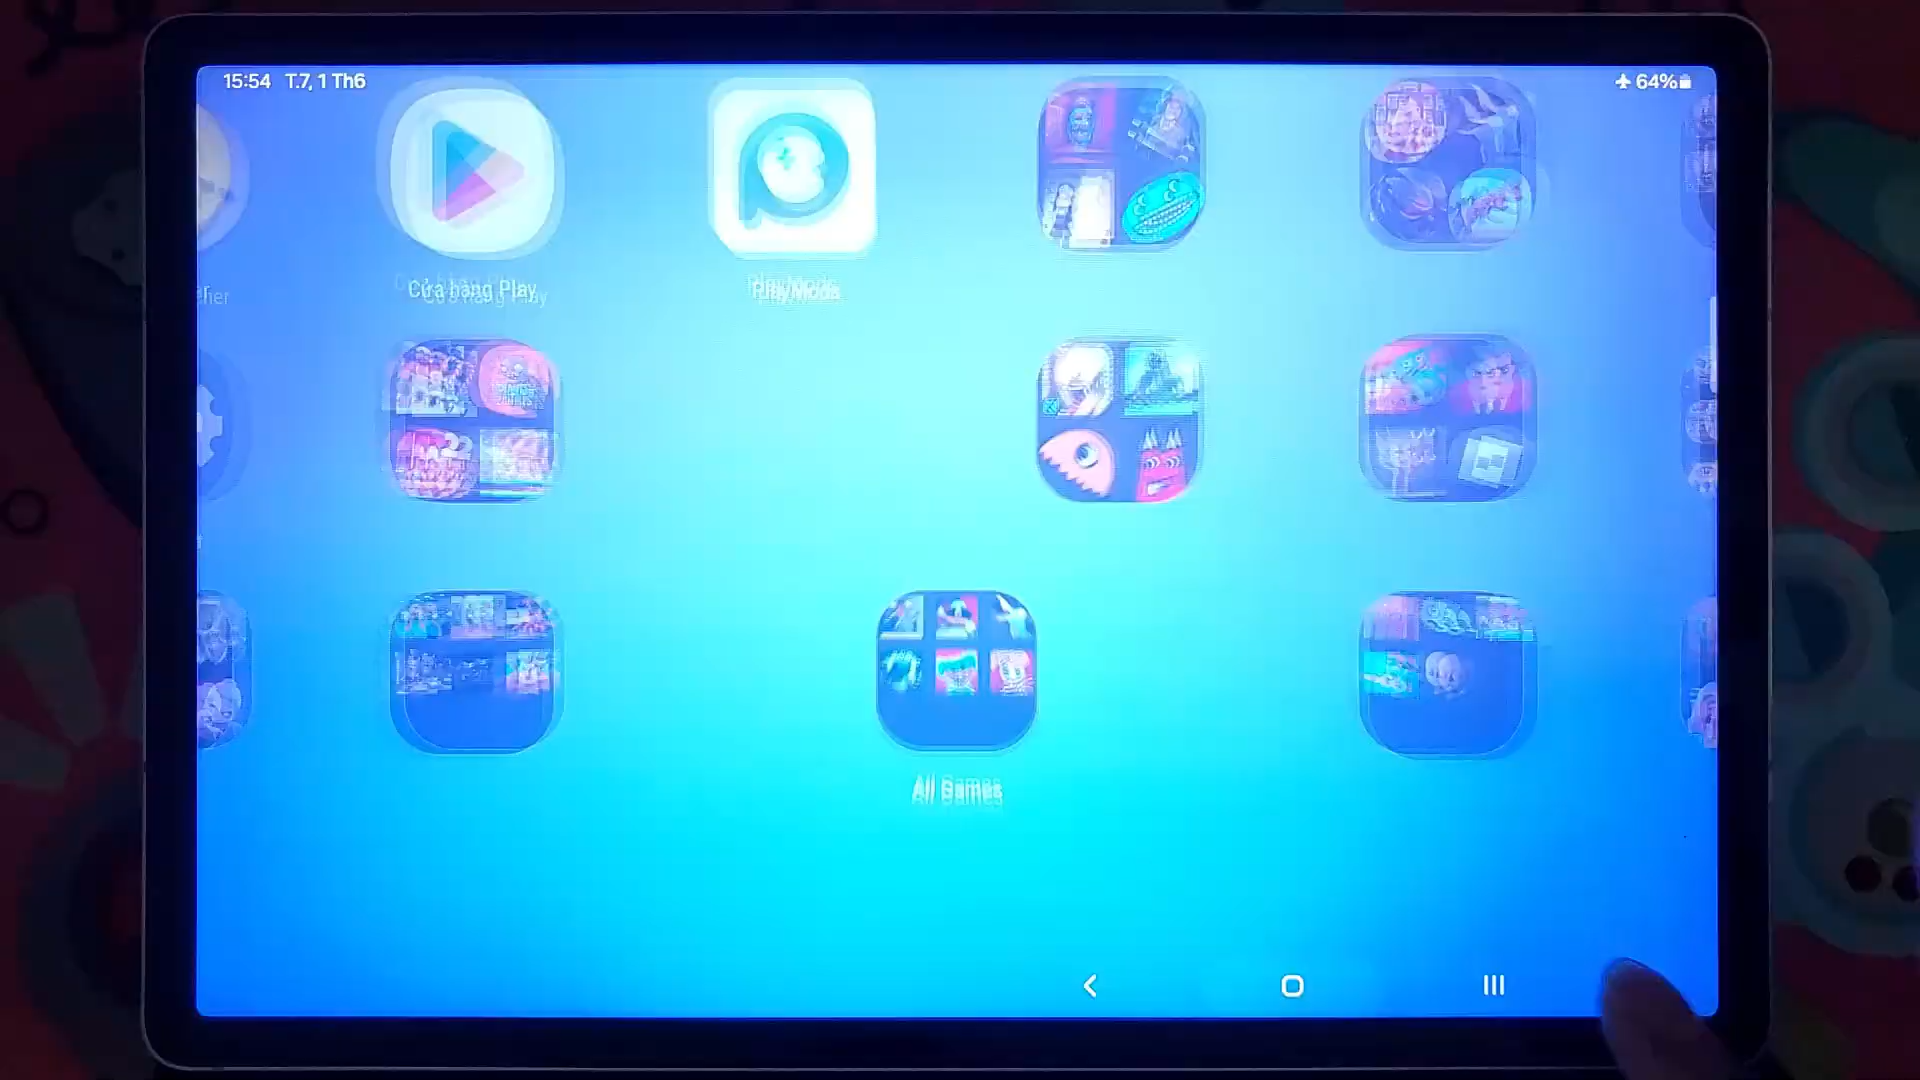 15:54 T.7, 1 Th6
64%
Cửa hàng Play
PlayMods
All Games